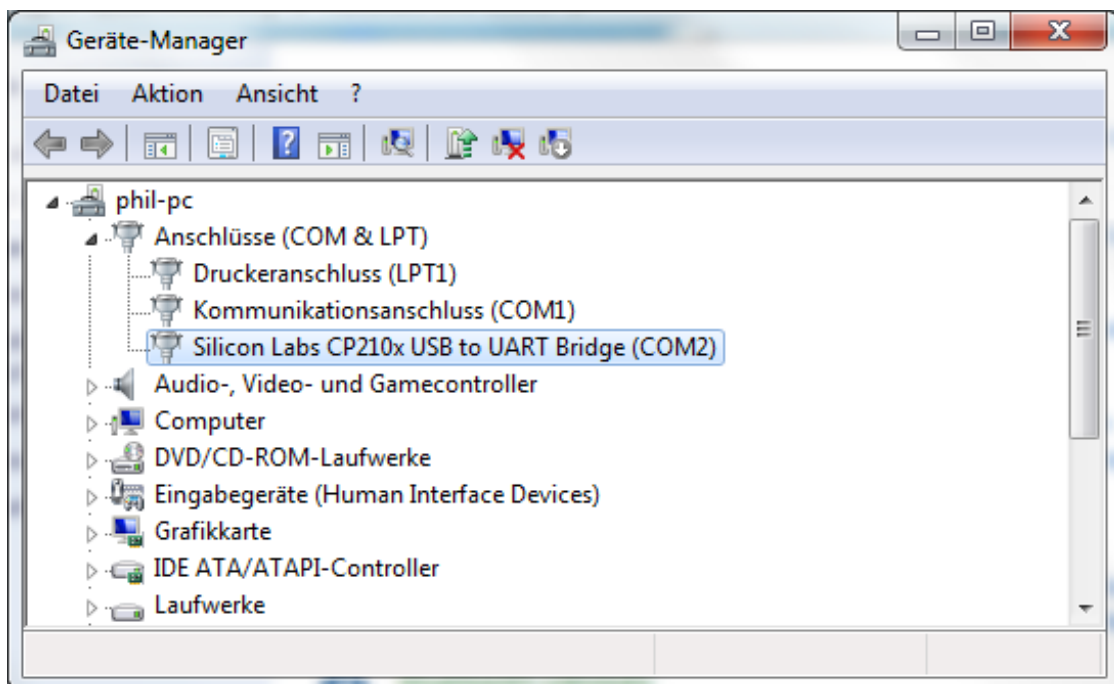 Geräte-Manager
Datei Aktion Ansicht ?
phil-pc
Anschlüsse (COM & LPT)
Druckeranschluss (LPT1)
Kommunikationsanschluss (COM1)
Silicon Labs CP210x USB to UART Bridge (COM2)
Audio-, Video- und Gamecontroller
Computer
DVD/CD-ROM-Laufwerke
Eingabegeräte (Human Interface Devices)
Grafikkarte
IDE ATA/ATAPI-Controller
Laufwerke